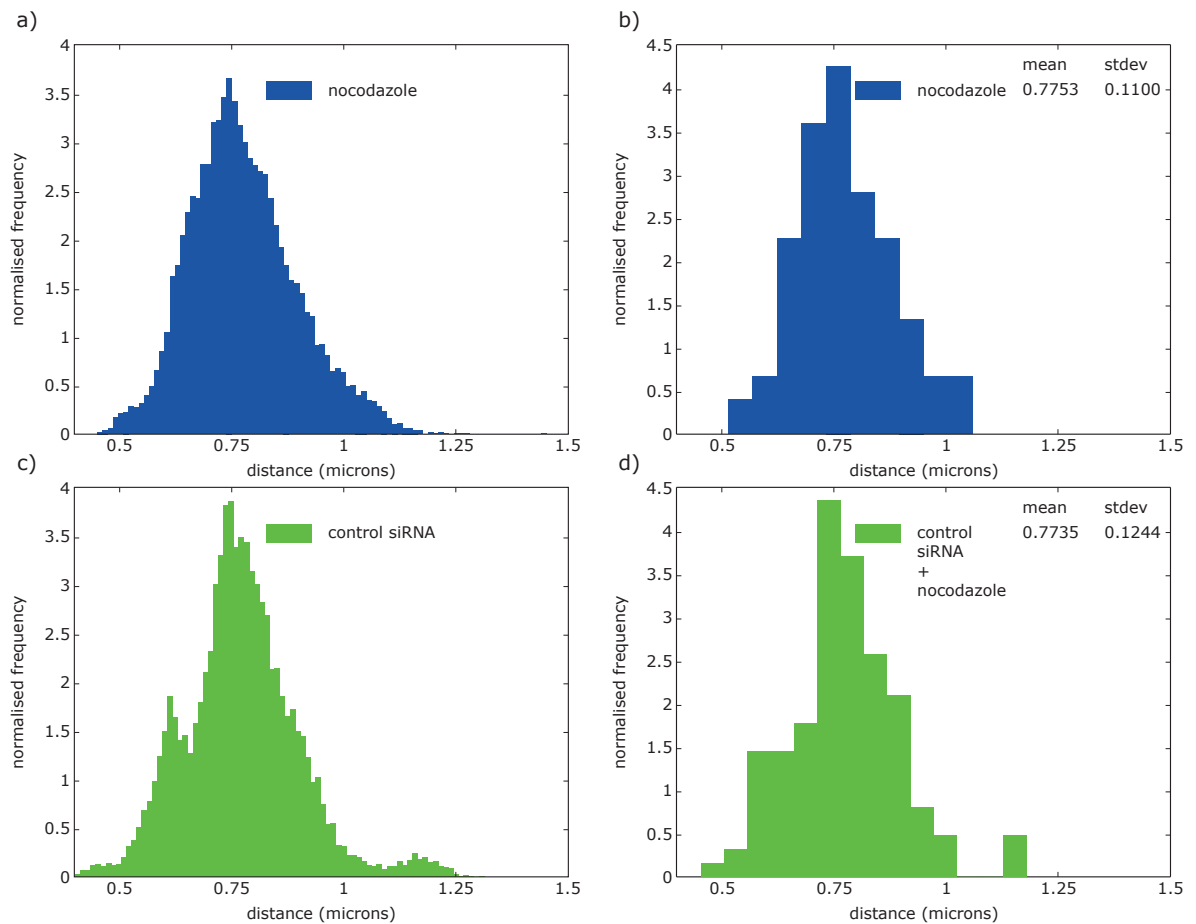 a)
4
3.5
3
2.5
2
1.5
1
0.5
0
normalised frequency
nocodazole
0.5
0.75
1
1.25
1.5
distance (microns)
b)
4.5
4
3.5
3
2.5
2
1.5
1
0.5
0
normalised frequency
mean stdev
nocodazole 0.7753 0.1100
0.5
0.75
1
1.25
1.5
distance (microns)
c)
4
3.5
3
2.5
2
1.5
1
0.5
0
normalised frequency
control siRNA
0.5
0.75
1
1.25
1.5
distance (microns)
d)
4.5
4
3.5
3
2.5
2
1.5
1
0.5
0
normalised frequency
mean stdev
control 0.7735 0.1244
siRNA
+
nocodazole
0.5
0.75
1
1.25
1.5
distance (microns)